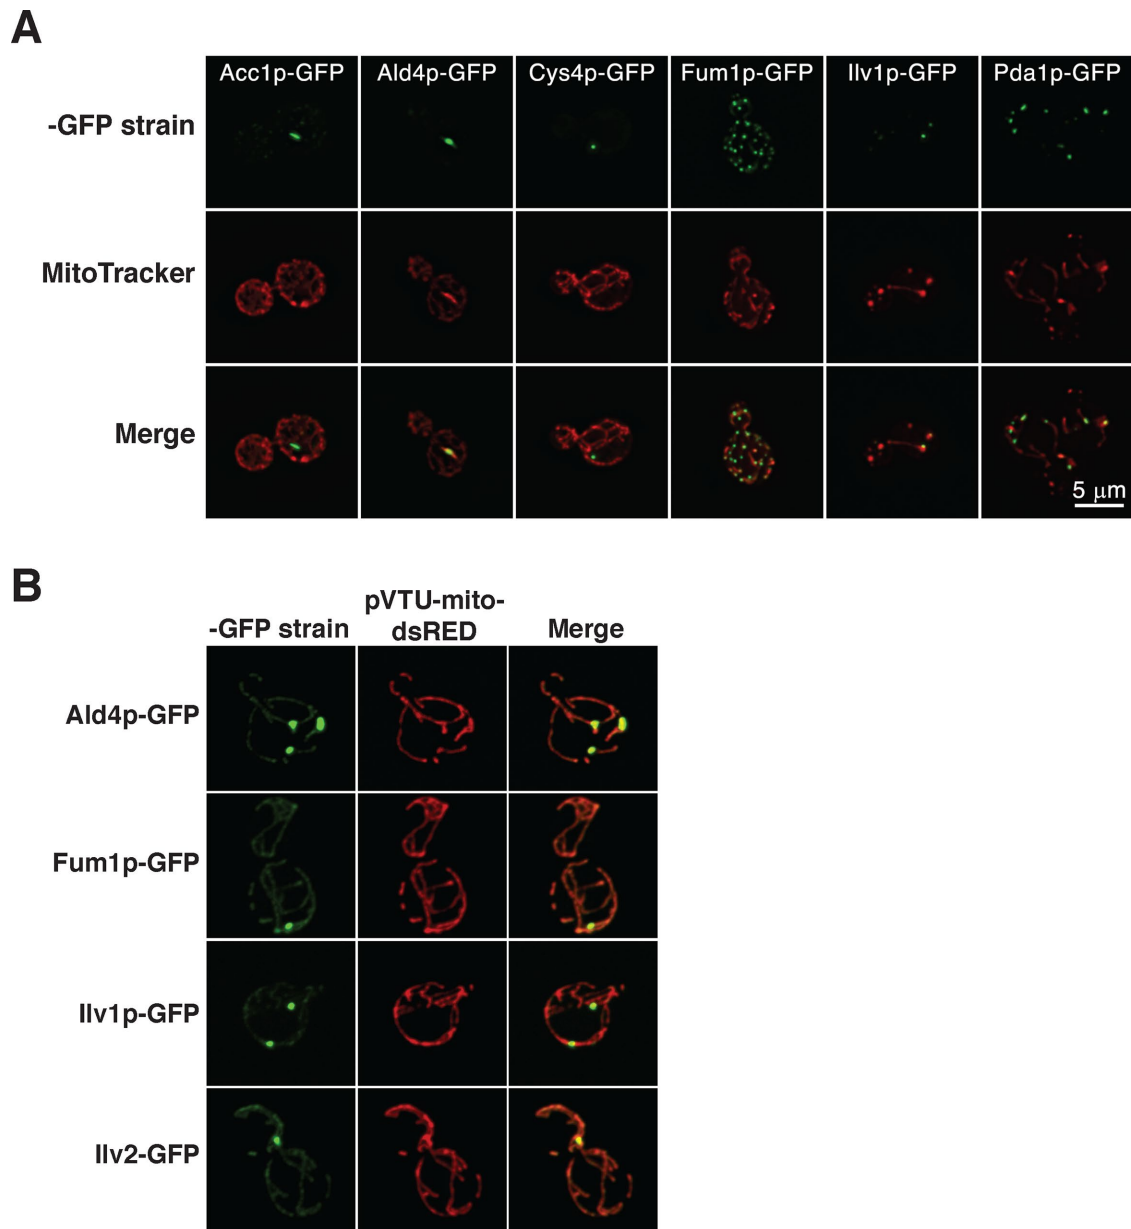 A
Acc1p-GFP Ald4p-GFP Cys4p-GFP Fum1p-GFP Ilv1p-GFP Pda1p-GFP
-GFP strain
MitoTracker
Merge
5 μm
B
-GFP strain pVTU-mito-
dsRED Merge
Ald4p-GFP
Fum1p-GFP
Ilv1p-GFP
Ilv2-GFP